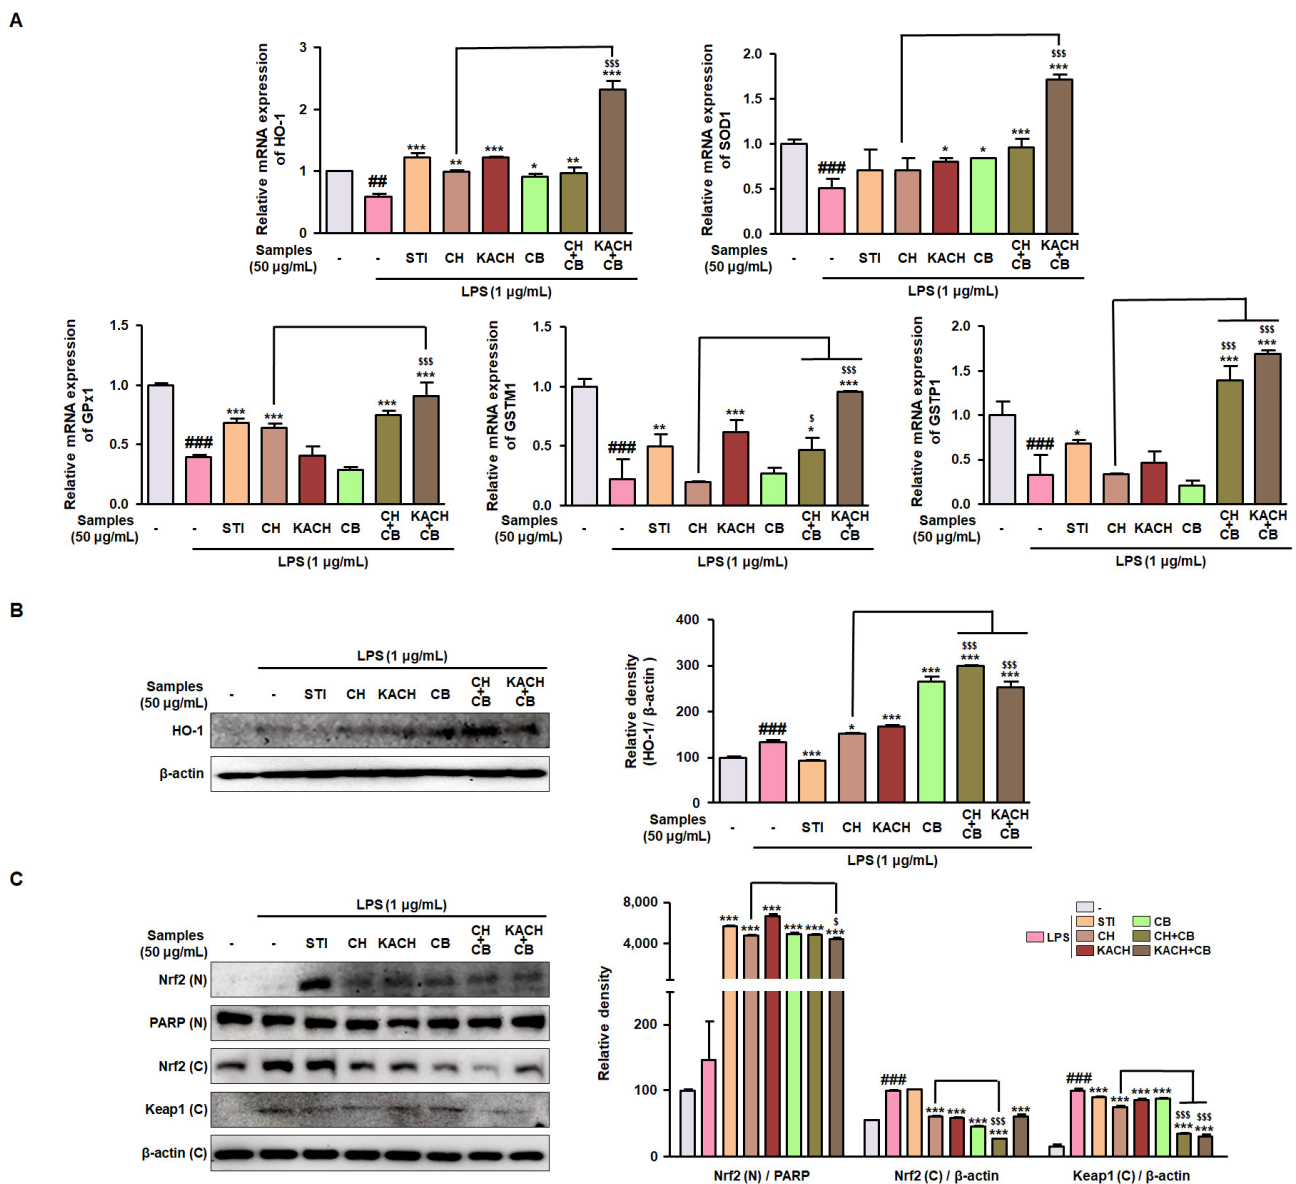 A
Relative mRNA expression
of HO-1
3
2
1
0
##
***
**
***
*
**
$$$
***
Samples
(50 µg/mL)
- - STI CH KACH CB CH + CB KACH + CB
LPS (1 µg/mL)
Relative mRNA expression
of SOD1
2.0
1.5
1.0
0.5
0.0
###
*
*
***
$$$
***
Samples
(50 µg/mL)
- - STI CH KACH CB CH + CB KACH + CB
LPS (1 µg/mL)
Relative mRNA expression
of GPx1
1.5
1.0
0.5
0.0
###
***
***
***
$$$
***
Samples
(50 µg/mL)
- - STI CH KACH CB CH + CB KACH + CB
LPS (1 µg/mL)
Relative mRNA expression
of GSTM1
1.5
1.0
0.5
0.0
###
**
***
$
*
$$$
***
Samples
(50 µg/mL)
- - STI CH KACH CB CH + CB KACH + CB
LPS (1 µg/mL)
Relative mRNA expression
of GSTP1
2.0
1.5
1.0
0.5
0.0
###
*
$$$
***
$$$
***
Samples
(50 µg/mL)
- - STI CH KACH CB CH + CB KACH + CB
LPS (1 µg/mL)
B
LPS (1 µg/mL)
Samples
(50 µg/mL)
- - STI CH KACH CB CH + CB KACH + CB
HO-1
β-actin
Relative density
(HO-1/ β-actin )
400
300
200
100
0
###
***
*
***
***
$$$
***
$$$
***
Samples
(50 µg/mL)
- - STI CH KACH CB CH + CB KACH + CB
LPS (1 µg/mL)
C
LPS (1 µg/mL)
Samples
(50 µg/mL)
- - STI CH KACH CB CH + CB KACH + CB
Nrf2 (N)
PARP (N)
Nrf2 (C)
Keap1 (C)
β-actin (C)
Relative density
8,000
4,000
200
100
0
*** *** *** *** *** $ ***
### *** *** *** $$$ *** ***
### *** *** *** *** $$$ *** $$$ ***
Nrf2 (N) / PARP
Nrf2 (C) / β-actin
Keap1 (C) / β-actin
-
LPS
STI CB
CH CH+CB
KACH KACH+CB